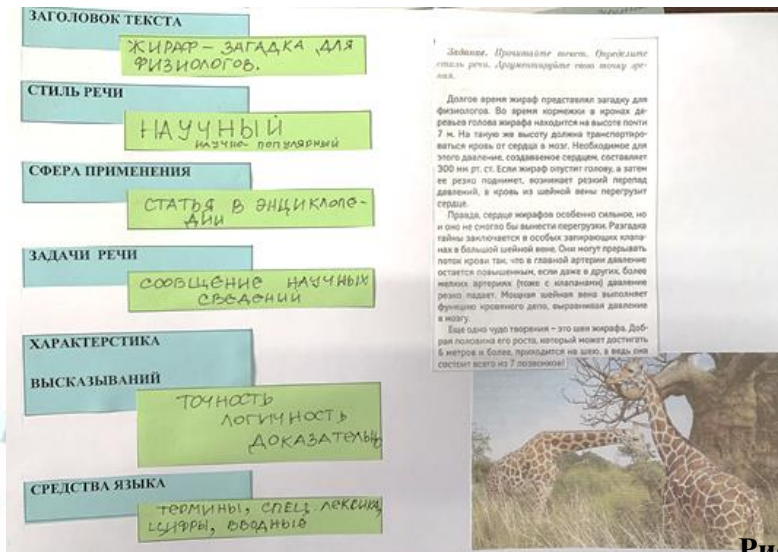 ЗАГОЛОВОК ТЕКСТА
ЖИРАФ – ЗАГАДКА ДЛЯ
ФИЗИОЛОГОВ.
СТИЛЬ РЕЧИ
НАУЧНЫЙ
НАУЧНО-ПОПУЛЯРНЫЙ
СФЕРА ПРИМЕНЕНИЯ
СТАТЬЯ В ЭНЦИКЛОПЕ-
ДИИ
ЗАДАЧИ РЕЧИ
СООБЩЕНИЕ НАУЧНЫХ
СВЕДЕНИЙ
ХАРАКТЕРСТИКА
ВЫСКАЗЫВАНИЙ
ТОЧНОСТЬ
ЛОГИЧНОСТЬ
ДОКАЗАТЕЛЬН
СРЕДСТВА ЯЗЫКА
ТЕРМИНЫ, СПЕЦ. ЛЕКСИКА,
ЦИФРЫ, ВВОДНЫЕ
Задание. Прочитайте текст. Определите
стиль речи. Аргументируйте свою точку зре-
ния.
Долгое время жираф представлял загадку для
физиологов. Во время кормежки в кронах де-
ревьев голова жирафа находится на высоте почти
7 м. На такую же высоту должна транспортиро-
ваться кровь от сердца в мозг. Необходимое для
этого давление, создаваемое сердцем, составляет
300 мм рт. ст. Если жираф опустит голову, а затем
ее резко поднимет, возникает резкий перепад
давлений, а кровь из шейной вены перегрузит
сердце.
Правда, сердце жирафов особенно сильное, но
и оно не смогло бы вынести перегрузки. Разгадка
тайны заключается в особых запирающих клапа-
нах в большой шейной вене. Они могут прерывать
поток крови так, что в главной артерии давление
остается повышенным, если даже в других, более
мелких артериях (тоже с клапанами) давление
резко падает. Мощная шейная вена выполняет
функцию кровяного депо, выравнивая давление
в мозгу.
Еще одно чудо творения – это шея жирафа. Доб-
рая половина его роста, который может достигать
6 метров и более, приходится на шею, а ведь она
состоит всего из 7 позвонков!
Ри